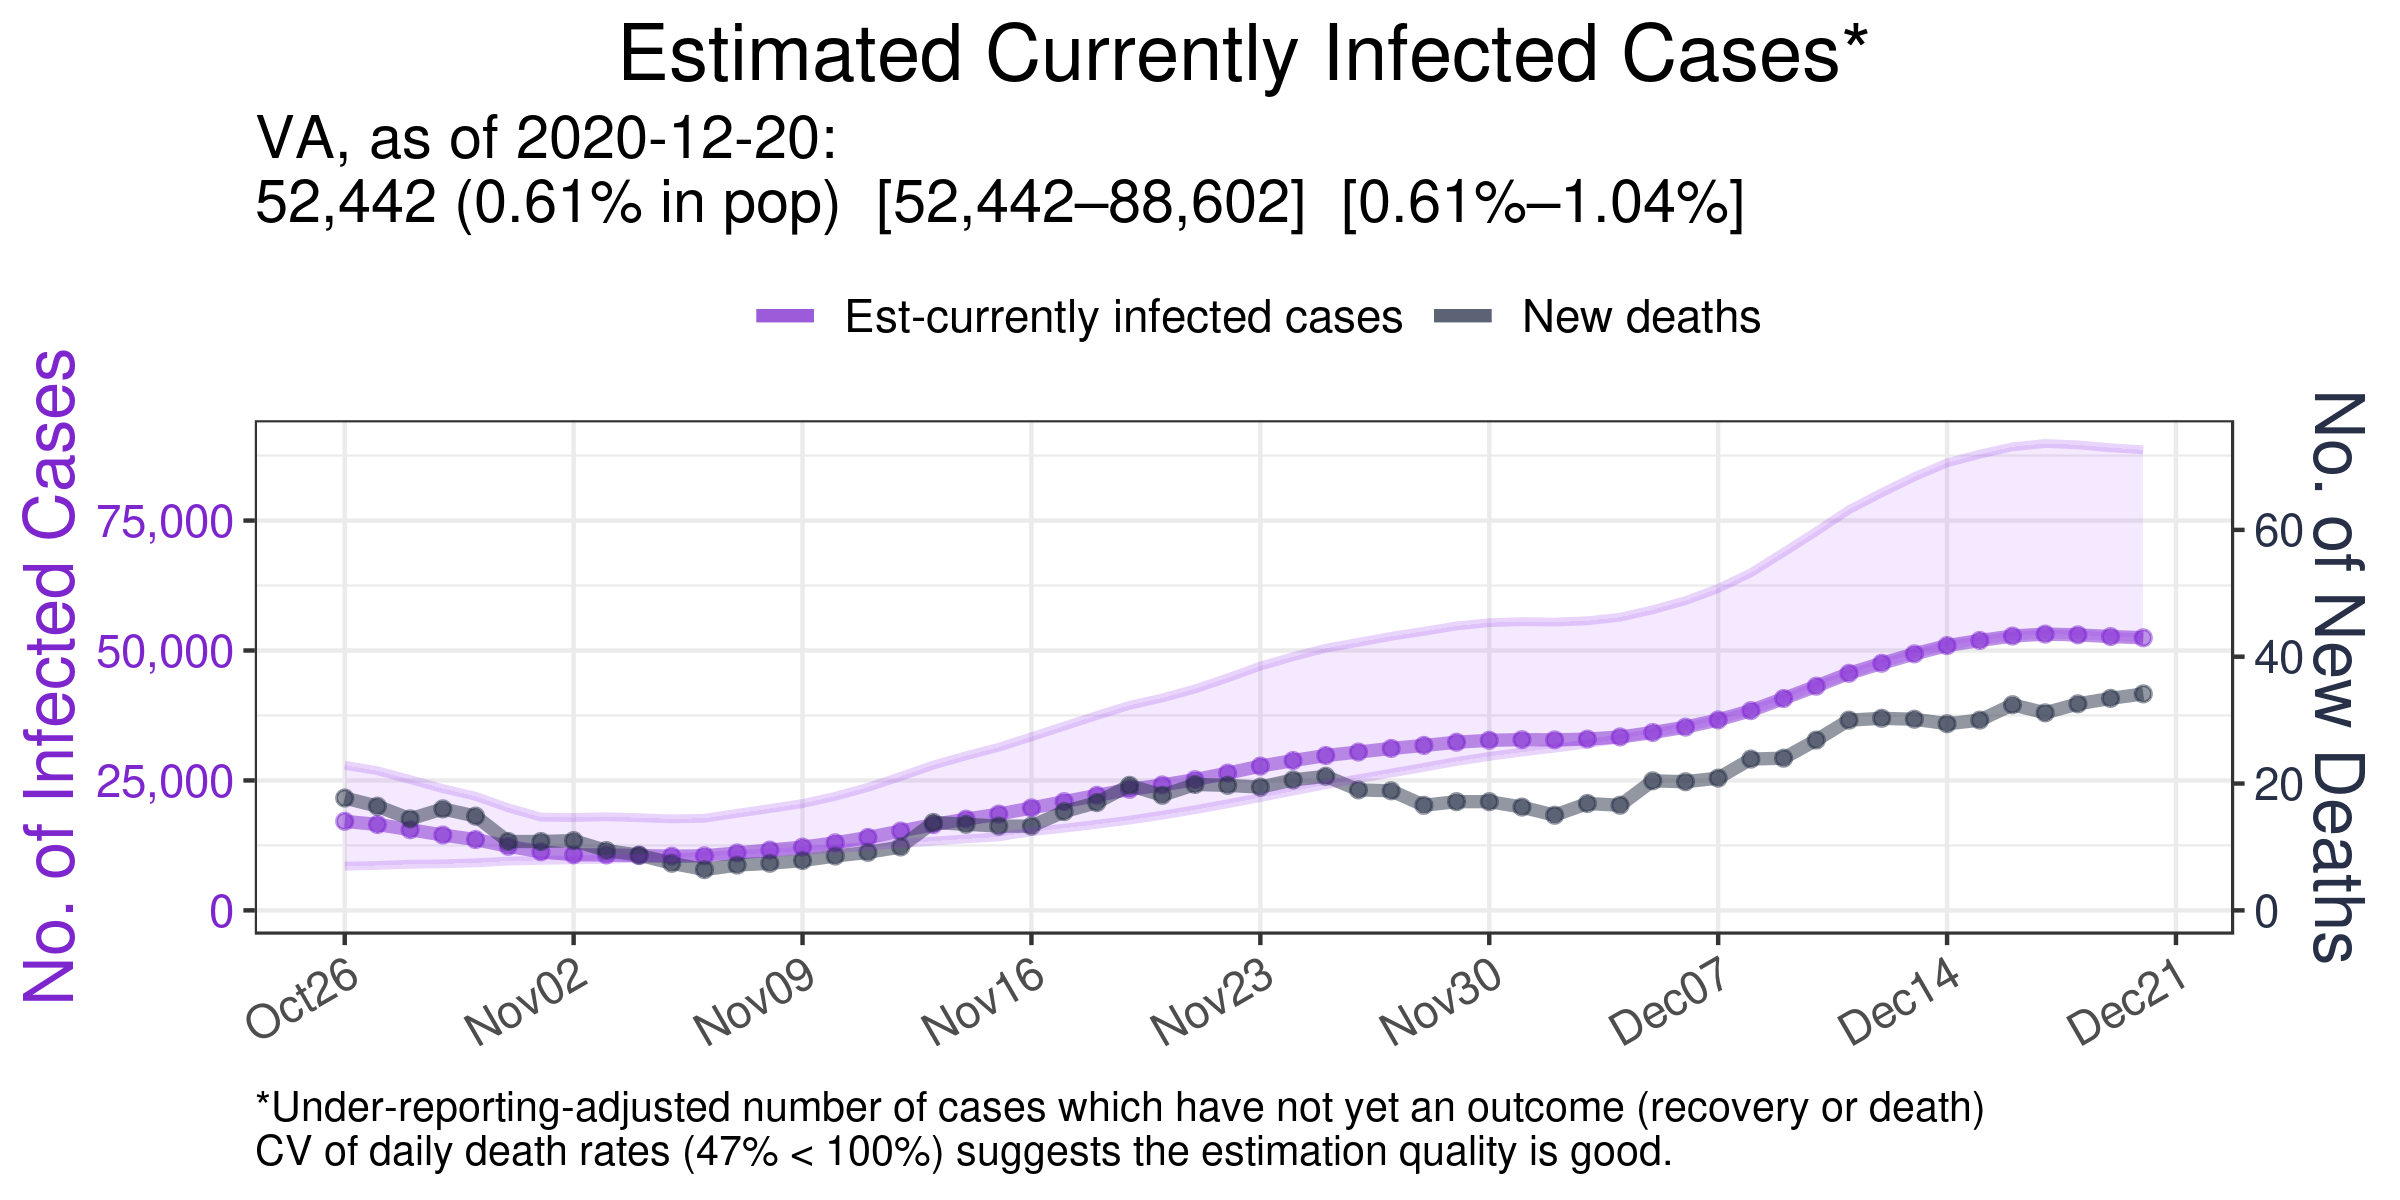 Estimated Currently Infected Cases*
VA, as of 2020-12-20:
52,442 (0.61% in pop)  [52,442–88,602]  [0.61%–1.04%]
Est-currently infected cases
New deaths
No. of Infected Cases
75,000
50,000
25,000
0
No. of New Deaths
60
40
20
0
Oct26
Nov02
Nov09
Nov16
Nov23
Nov30
Dec07
Dec14
Dec21
*Under-reporting-adjusted number of cases which have not yet an outcome (recovery or death)
CV of daily death rates (47% < 100%) suggests the estimation quality is good.